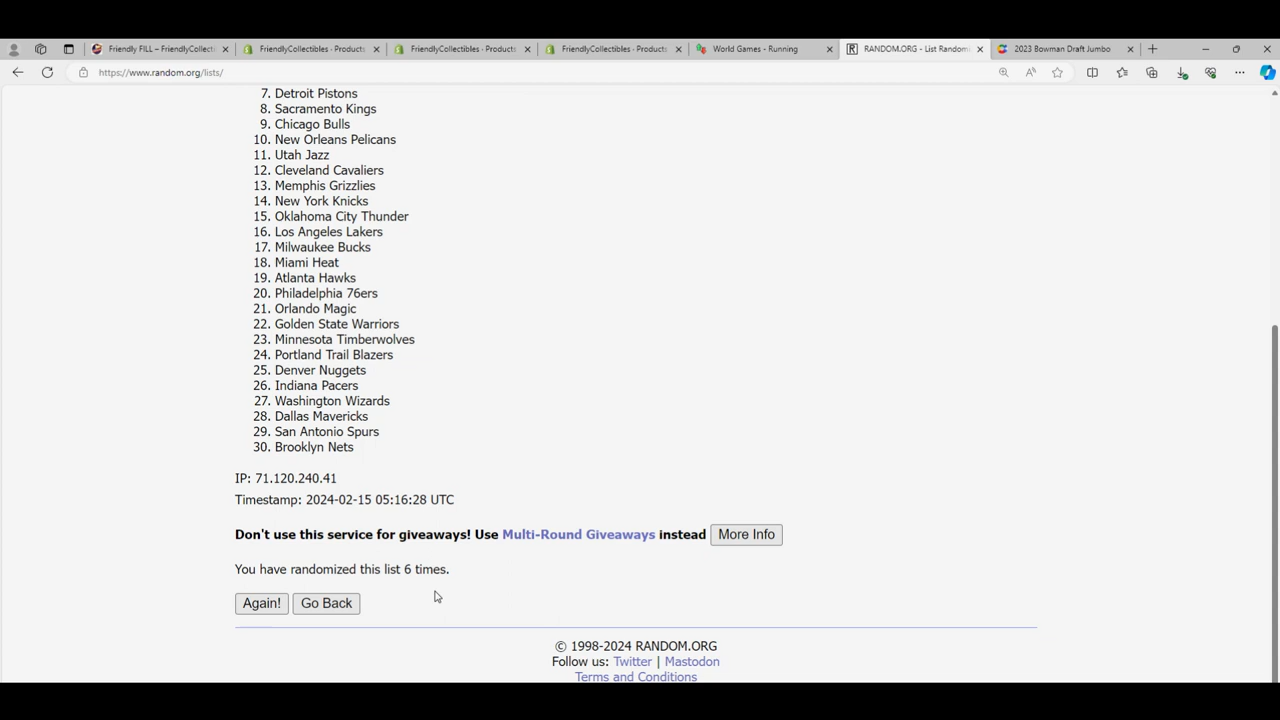 Friendly FILL – FriendlyCollecti
FriendlyCollectibles · Products
FriendlyCollectibles · Products
FriendlyCollectibles · Products
World Games - Running
RANDOM.ORG - List Random
2023 Bowman Draft Jumbo
https://www.random.org/lists/
7. Detroit Pistons
8. Sacramento Kings
9. Chicago Bulls
10. New Orleans Pelicans
11. Utah Jazz
12. Cleveland Cavaliers
13. Memphis Grizzlies
14. New York Knicks
15. Oklahoma City Thunder
16. Los Angeles Lakers
17. Milwaukee Bucks
18. Miami Heat
19. Atlanta Hawks
20. Philadelphia 76ers
21. Orlando Magic
22. Golden State Warriors
23. Minnesota Timberwolves
24. Portland Trail Blazers
25. Denver Nuggets
26. Indiana Pacers
27. Washington Wizards
28. Dallas Mavericks
29. San Antonio Spurs
30. Brooklyn Nets
IP: 71.120.240.41
Timestamp: 2024-02-15 05:16:28 UTC
Don't use this service for giveaways! Use Multi-Round Giveaways instead More Info
You have randomized this list 6 times.
Again! Go Back
© 1998-2024 RANDOM.ORG
Follow us: Twitter | Mastodon
Terms and Conditions